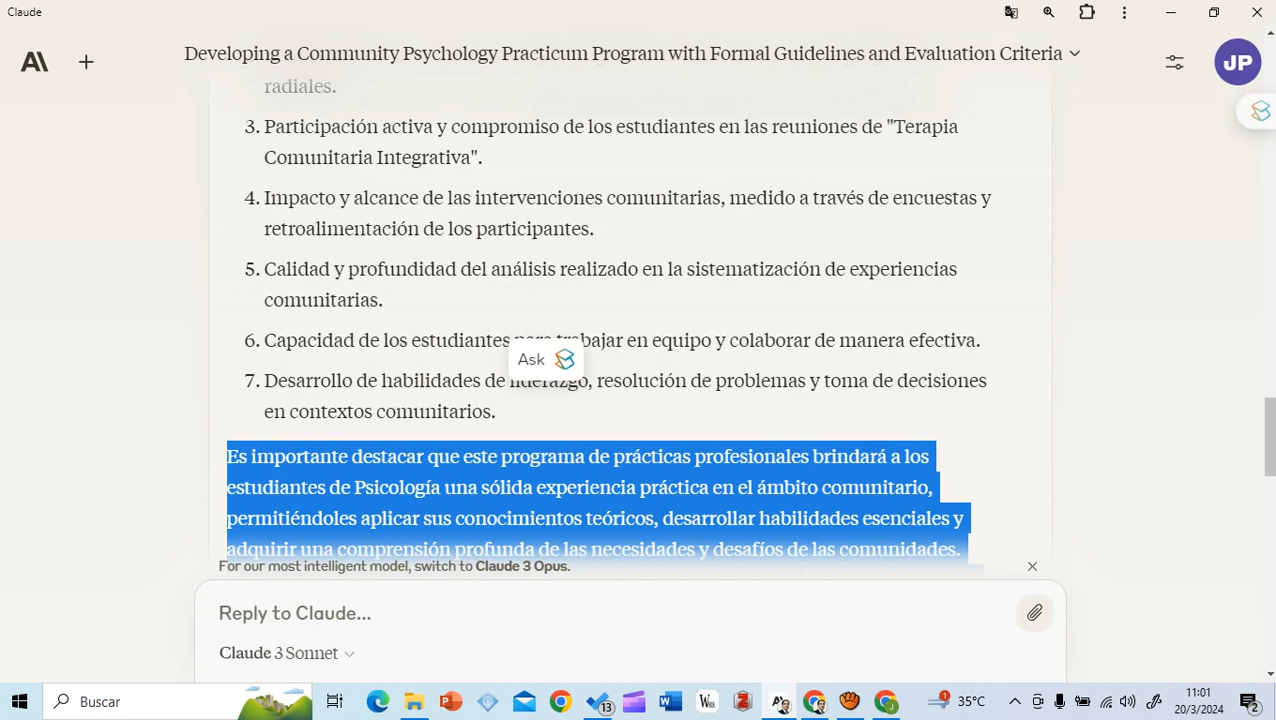 Claude
Developing a Community Psychology Practicum Program with Formal Guidelines and Evaluation Criteria
JP
radiales.
3. Participación activa y compromiso de los estudiantes en las reuniones de "Terapia
Comunitaria Integrativa".
4. Impacto y alcance de las intervenciones comunitarias, medido a través de encuestas y
retroalimentación de los participantes.
5. Calidad y profundidad del análisis realizado en la sistematización de experiencias
comunitarias.
6. Capacidad de los estudiantes para trabajar en equipo y colaborar de manera efectiva.
Ask
7. Desarrollo de habilidades de liderazgo, resolución de problemas y toma de decisiones
en contextos comunitarios.
Es importante destacar que este programa de prácticas profesionales brindará a los
estudiantes de Psicología una sólida experiencia práctica en el ámbito comunitario,
permitiéndoles aplicar sus conocimientos teóricos, desarrollar habilidades esenciales y
adquirir una comprensión profunda de las necesidades y desafíos de las comunidades.
For our most intelligent model, switch to Claude 3 Opus.
Reply to Claude...
Claude 3 Sonnet
Buscar
13
1
35°C
11:01
20/3/2024
2